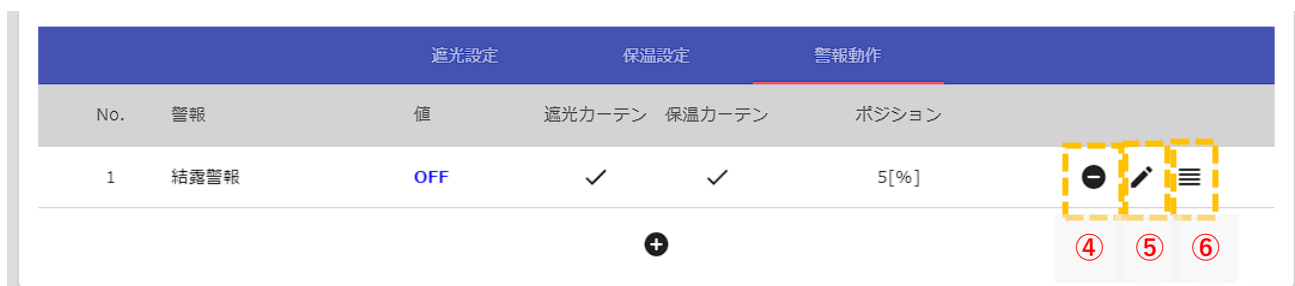 遮光設定 保温設定 警報動作
No. 警報 値 遮光カーテン 保温カーテン ポジション
1 結露警報 OFF ✓ ✓ 5[%]
④ ⑤ ⑥